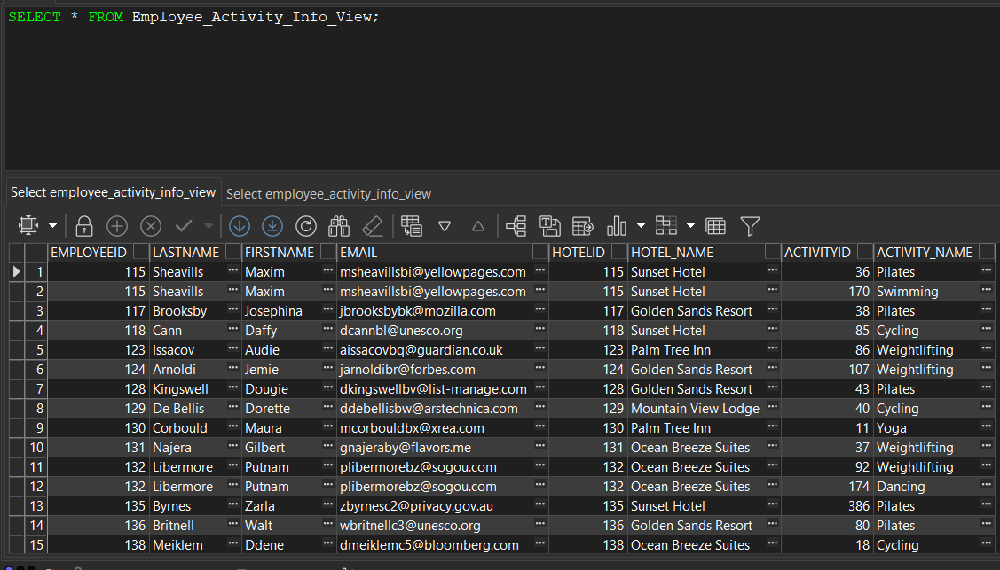 SELECT * FROM Employee_Activity_Info_View;
Select employee_activity_info_view Select employee_activity_info_view
EMPLOYEEID LASTNAME FIRSTNAME EMAIL HOTELID HOTEL_NAME ACTIVITYID ACTIVITY_NAME
1 115 Sheavills ... Maxim ... msheavillsbi@yellowpages.com ... 115 Sunset Hotel ... 36 Pilates ...
2 115 Sheavills ... Maxim ... msheavillsbi@yellowpages.com ... 115 Sunset Hotel ... 170 Swimming ...
3 117 Brooksby ... Josephina ... jbrooksbybk@mozilla.com ... 117 Golden Sands Resort ... 38 Pilates ...
4 118 Cann ... Daffy ... dcannbl@unesco.org ... 118 Sunset Hotel ... 85 Cycling ...
5 123 Issacov ... Audie ... aissacovbq@guardian.co.uk ... 123 Palm Tree Inn ... 86 Weightlifting ...
6 124 Arnoldi ... Jemie ... jarnoldibr@forbes.com ... 124 Golden Sands Resort ... 107 Weightlifting ...
7 128 Kingswell ... Dougie ... dkingswellbv@list-manage.com ... 128 Golden Sands Resort ... 43 Pilates ...
8 129 De Bellis ... Dorette ... ddebellisbw@arstechnica.com ... 129 Mountain View Lodge ... 40 Cycling ...
9 130 Corbould ... Maura ... mcorbouldbx@xrea.com ... 130 Palm Tree Inn ... 11 Yoga ...
10 131 Najera ... Gilbert ... gnajeraby@flavors.me ... 131 Ocean Breeze Suites ... 37 Weightlifting ...
11 132 Libermore ... Putnam ... plibermorebz@sogou.com ... 132 Ocean Breeze Suites ... 92 Weightlifting ...
12 132 Libermore ... Putnam ... plibermorebz@sogou.com ... 132 Ocean Breeze Suites ... 174 Dancing ...
13 135 Byrnes ... Zarla ... zbyrnesc2@privacy.gov.au ... 135 Sunset Hotel ... 386 Pilates ...
14 136 Britnell ... Walt ... wbritnellc3@unesco.org ... 136 Golden Sands Resort ... 80 Pilates ...
15 138 Meiklem ... Ddene ... dmeiklemc5@bloomberg.com ... 138 Ocean Breeze Suites ... 18 Cycling ...